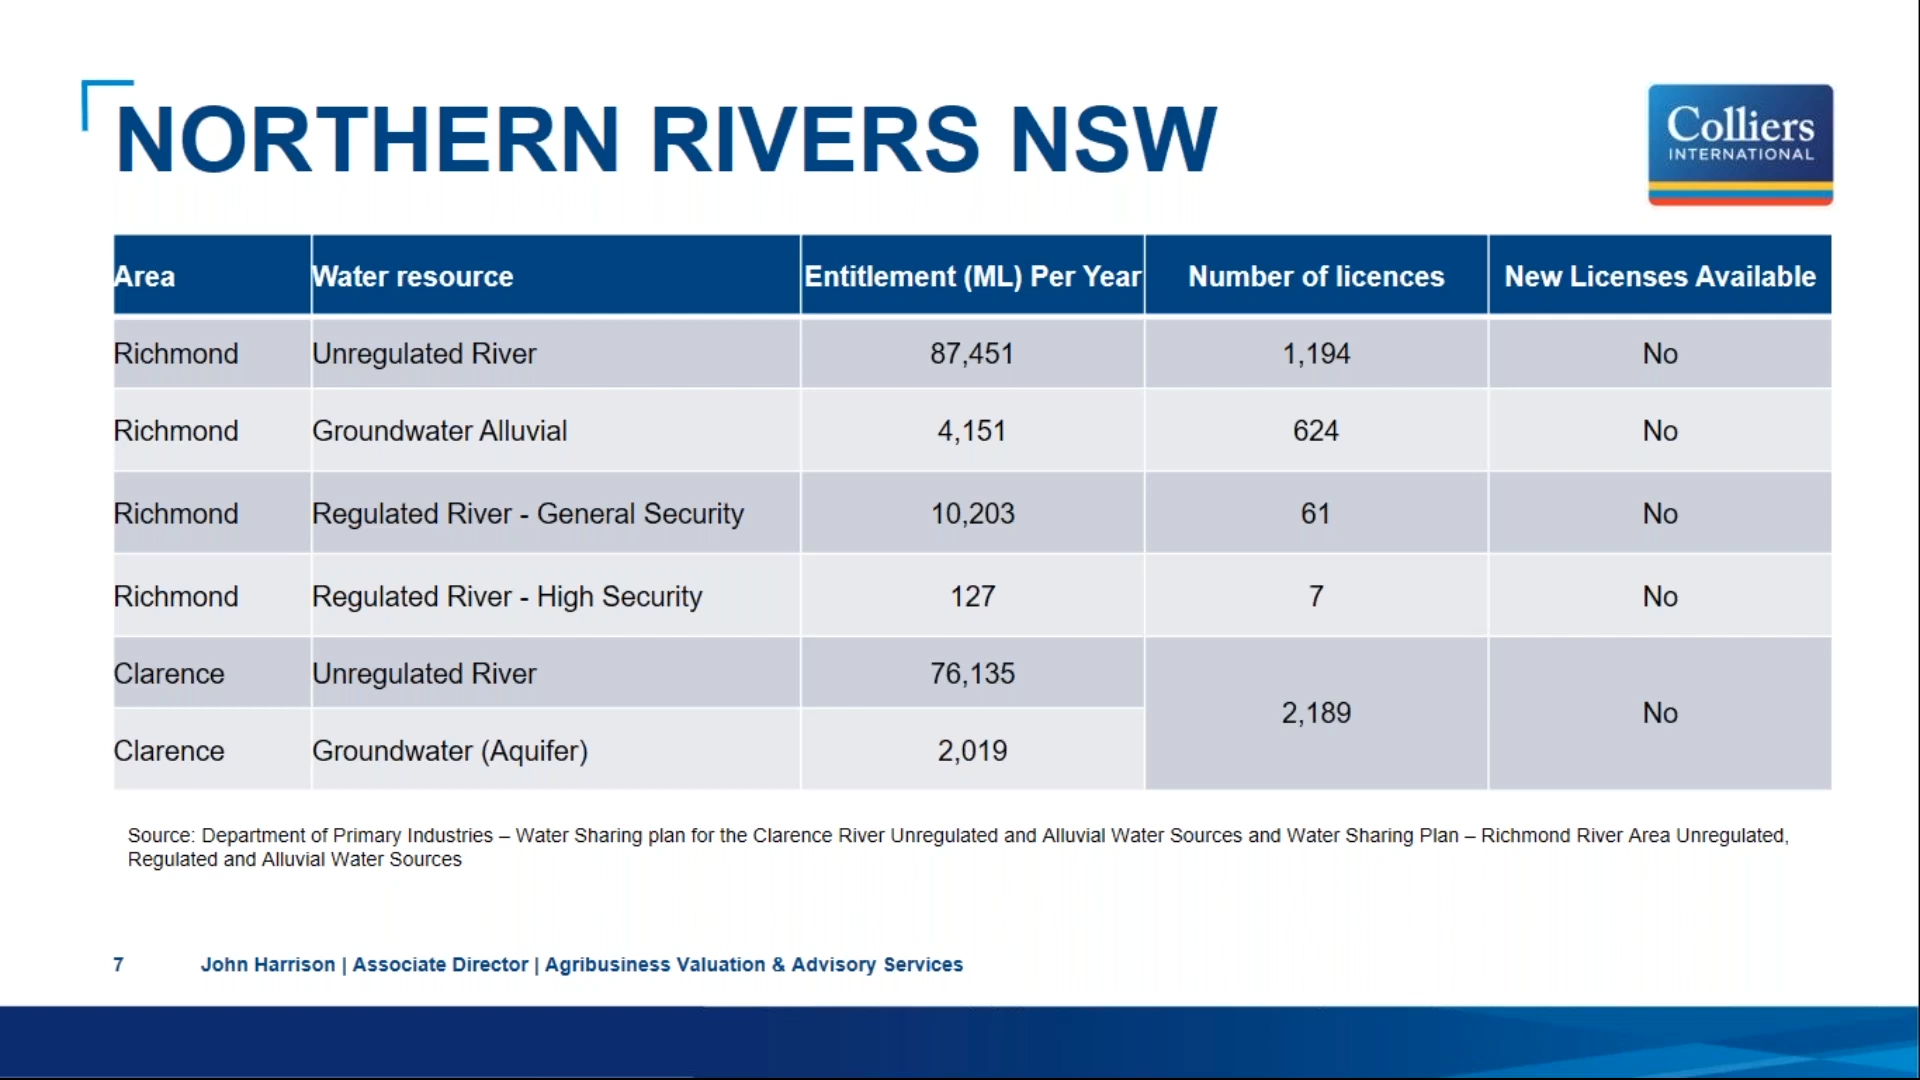 NORTHERN RIVERS NSW
Colliers
INTERNATIONAL
Area Water resource Entitlement (ML) Per Year Number of licences New Licenses Available
Richmond Unregulated River 87,451 1,194 No
Richmond Groundwater Alluvial 4,151 624 No
Richmond Regulated River - General Security 10,203 61 No
Richmond Regulated River - High Security 127 7 No
Clarence Unregulated River 76,135
2,189 No
Clarence Groundwater (Aquifer) 2,019
Source: Department of Primary Industries – Water Sharing plan for the Clarence River Unregulated and Alluvial Water Sources and Water Sharing Plan – Richmond River Area Unregulated,
Regulated and Alluvial Water Sources
7 John Harrison | Associate Director | Agribusiness Valuation & Advisory Services